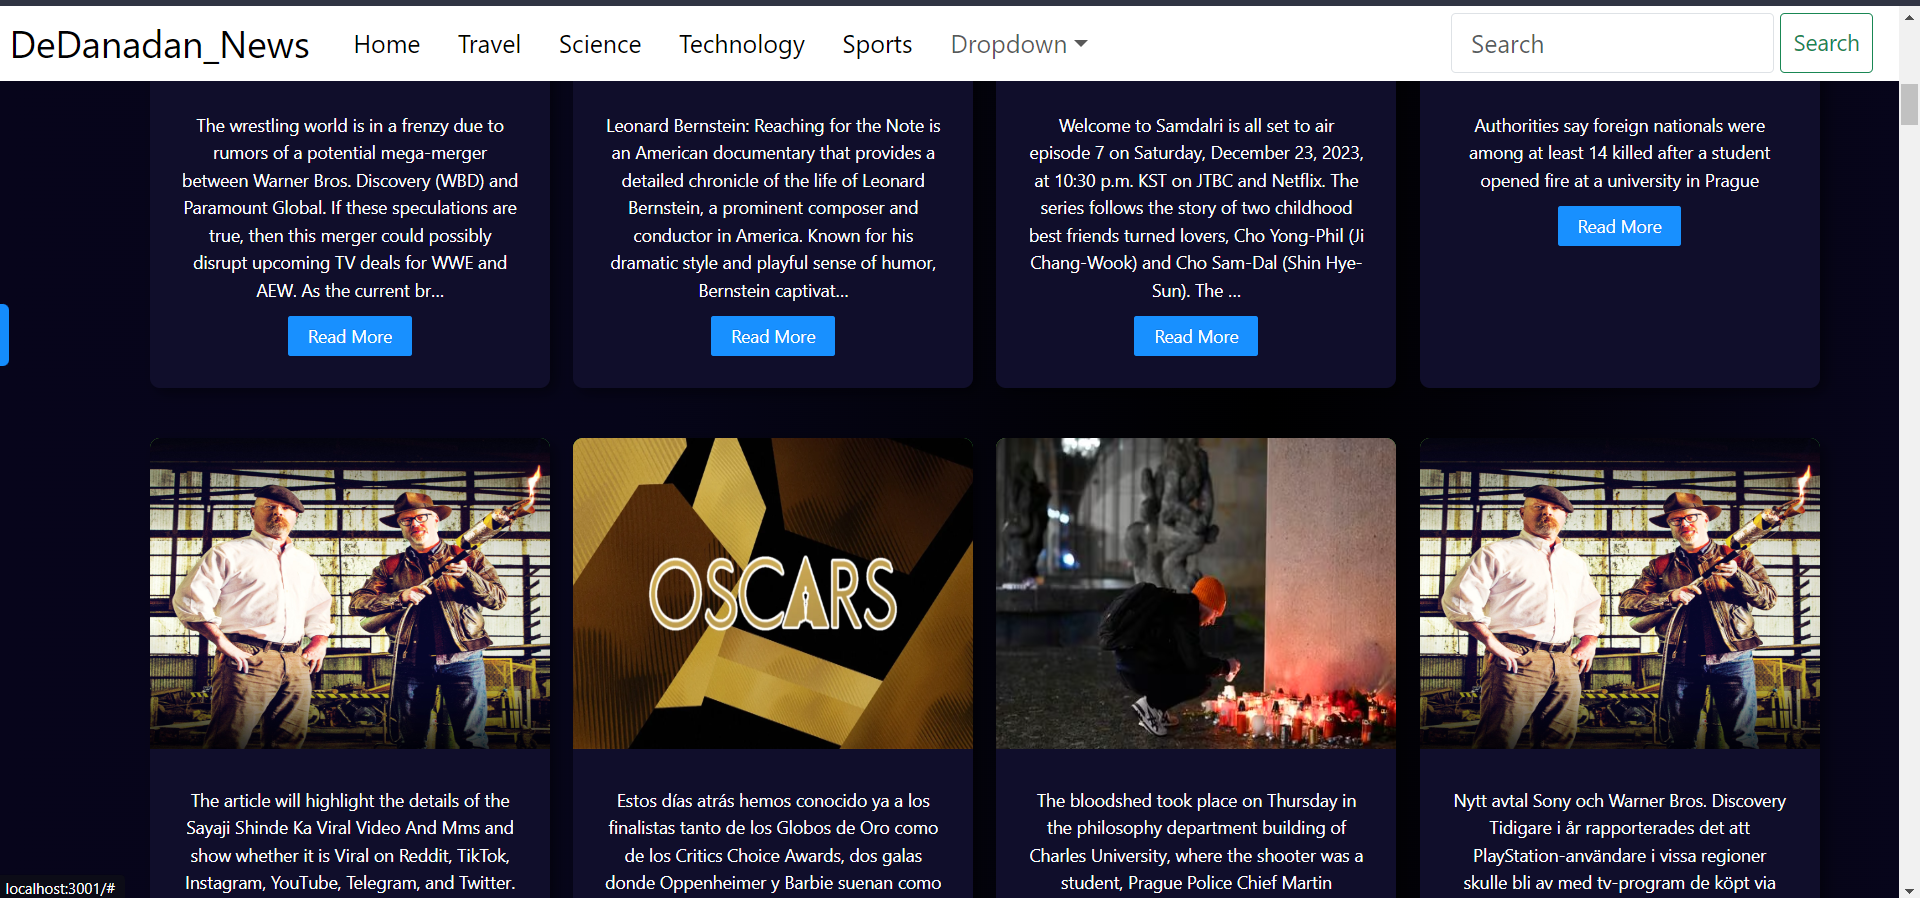 DeDanadan_News Home Travel Science Technology Sports Dropdown Search Search
The wrestling world is in a frenzy due to
rumors of a potential mega-merger
between Warner Bros. Discovery (WBD) and
Paramount Global. If these speculations are
true, then this merger could possibly
disrupt upcoming TV deals for WWE and
AEW. As the current br...
Read More
Leonard Bernstein: Reaching for the Note is
an American documentary that provides a
detailed chronicle of the life of Leonard
Bernstein, a prominent composer and
conductor in America. Known for his
dramatic style and playful sense of humor,
Bernstein captivat...
Read More
Welcome to Samdalri is all set to air
episode 7 on Saturday, December 23, 2023,
at 10:30 p.m. KST on JTBC and Netflix. The
series follows the story of two childhood
best friends turned lovers, Cho Yong-Phil (Ji
Chang-Wook) and Cho Sam-Dal (Shin Hye-
Sun). The ...
Read More
Authorities say foreign nationals were
among at least 14 killed after a student
opened fire at a university in Prague
Read More
The article will highlight the details of the
Sayaji Shinde Ka Viral Video And Mms and
show whether it is Viral on Reddit, TikTok,
Instagram, YouTube, Telegram, and Twitter.
OSCARS
Estos días atrás hemos conocido ya a los
finalistas tanto de los Globos de Oro como
de los Critics Choice Awards, dos galas
donde Oppenheimer y Barbie suenan como
The bloodshed took place on Thursday in
the philosophy department building of
Charles University, where the shooter was a
student, Prague Police Chief Martin
Nytt avtal Sony och Warner Bros. Discovery
Tidigare i år rapporterades det att
PlayStation-användare i vissa regioner
skulle bli av med tv-program de köpt via
localhost:3001/#